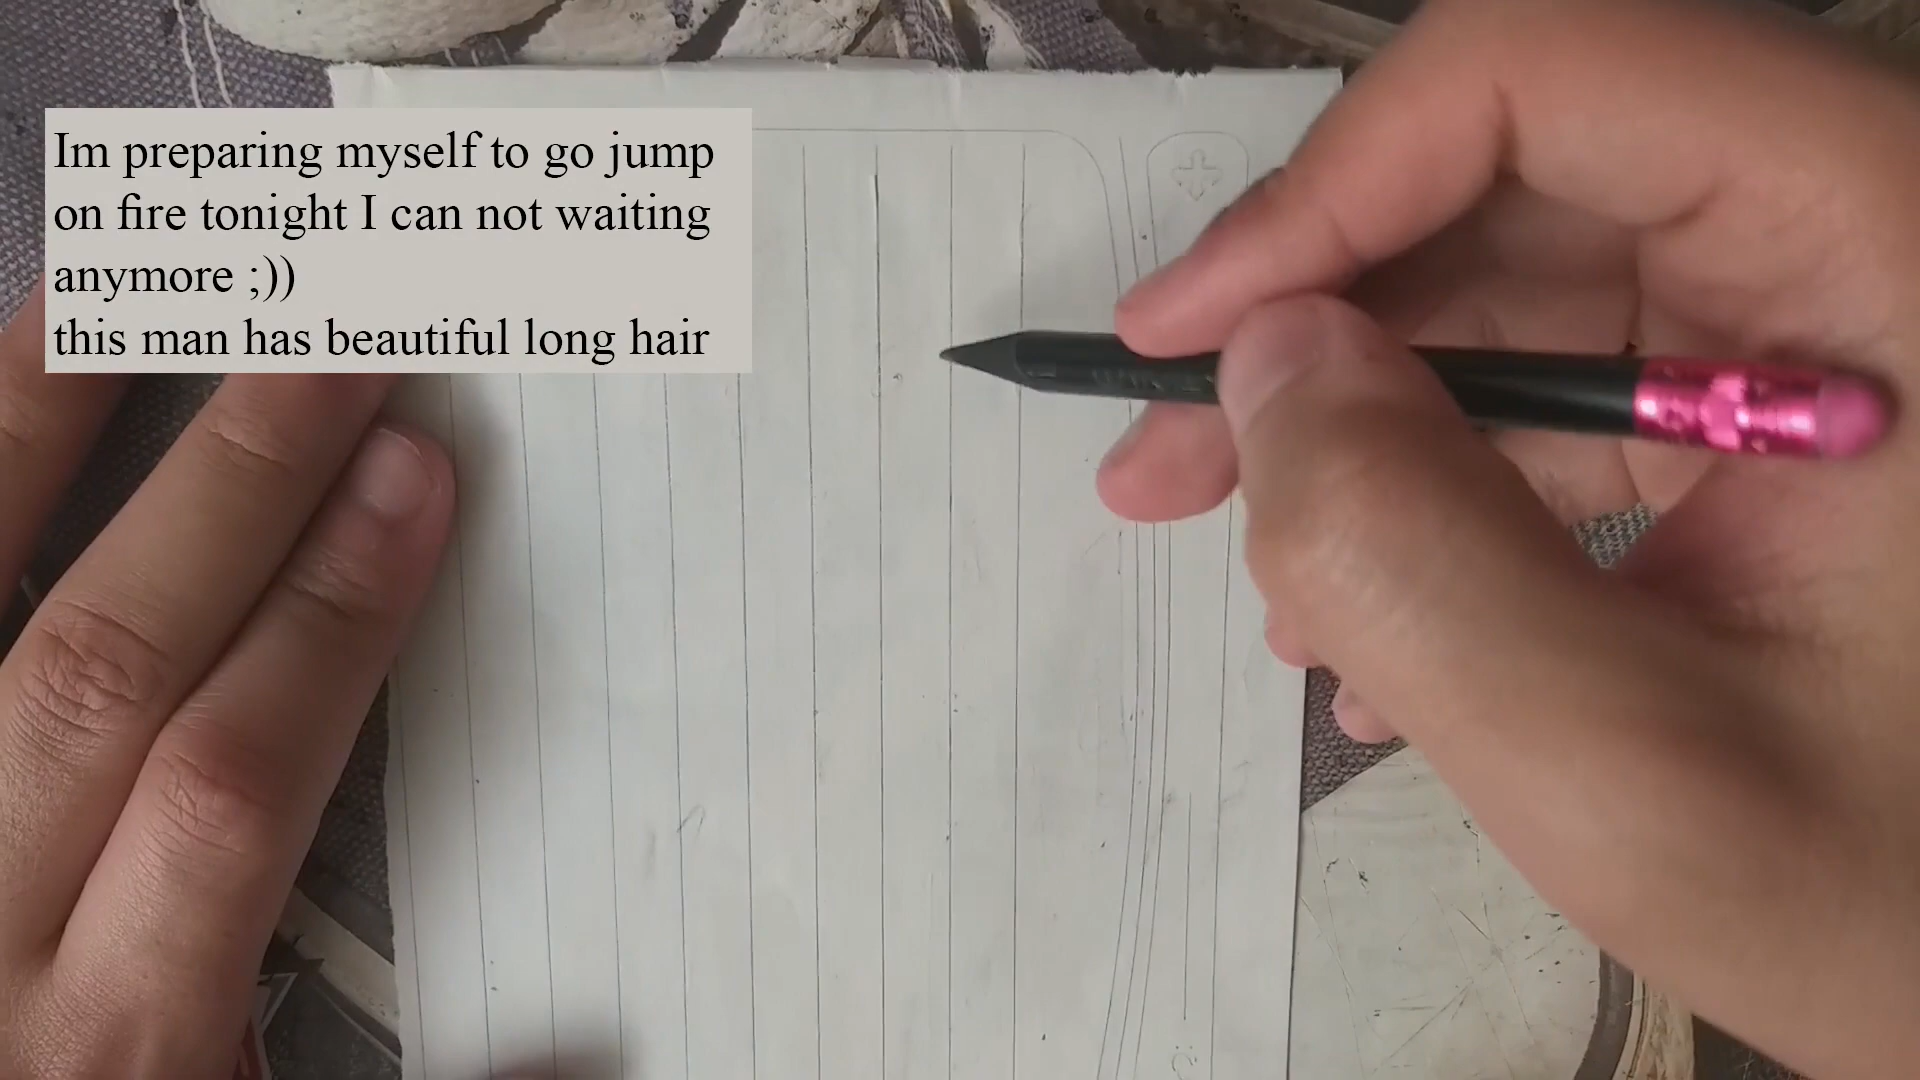 Im preparing myself to go jump
on fire tonight I can not waiting
anymore ;))
this man has beautiful long hair